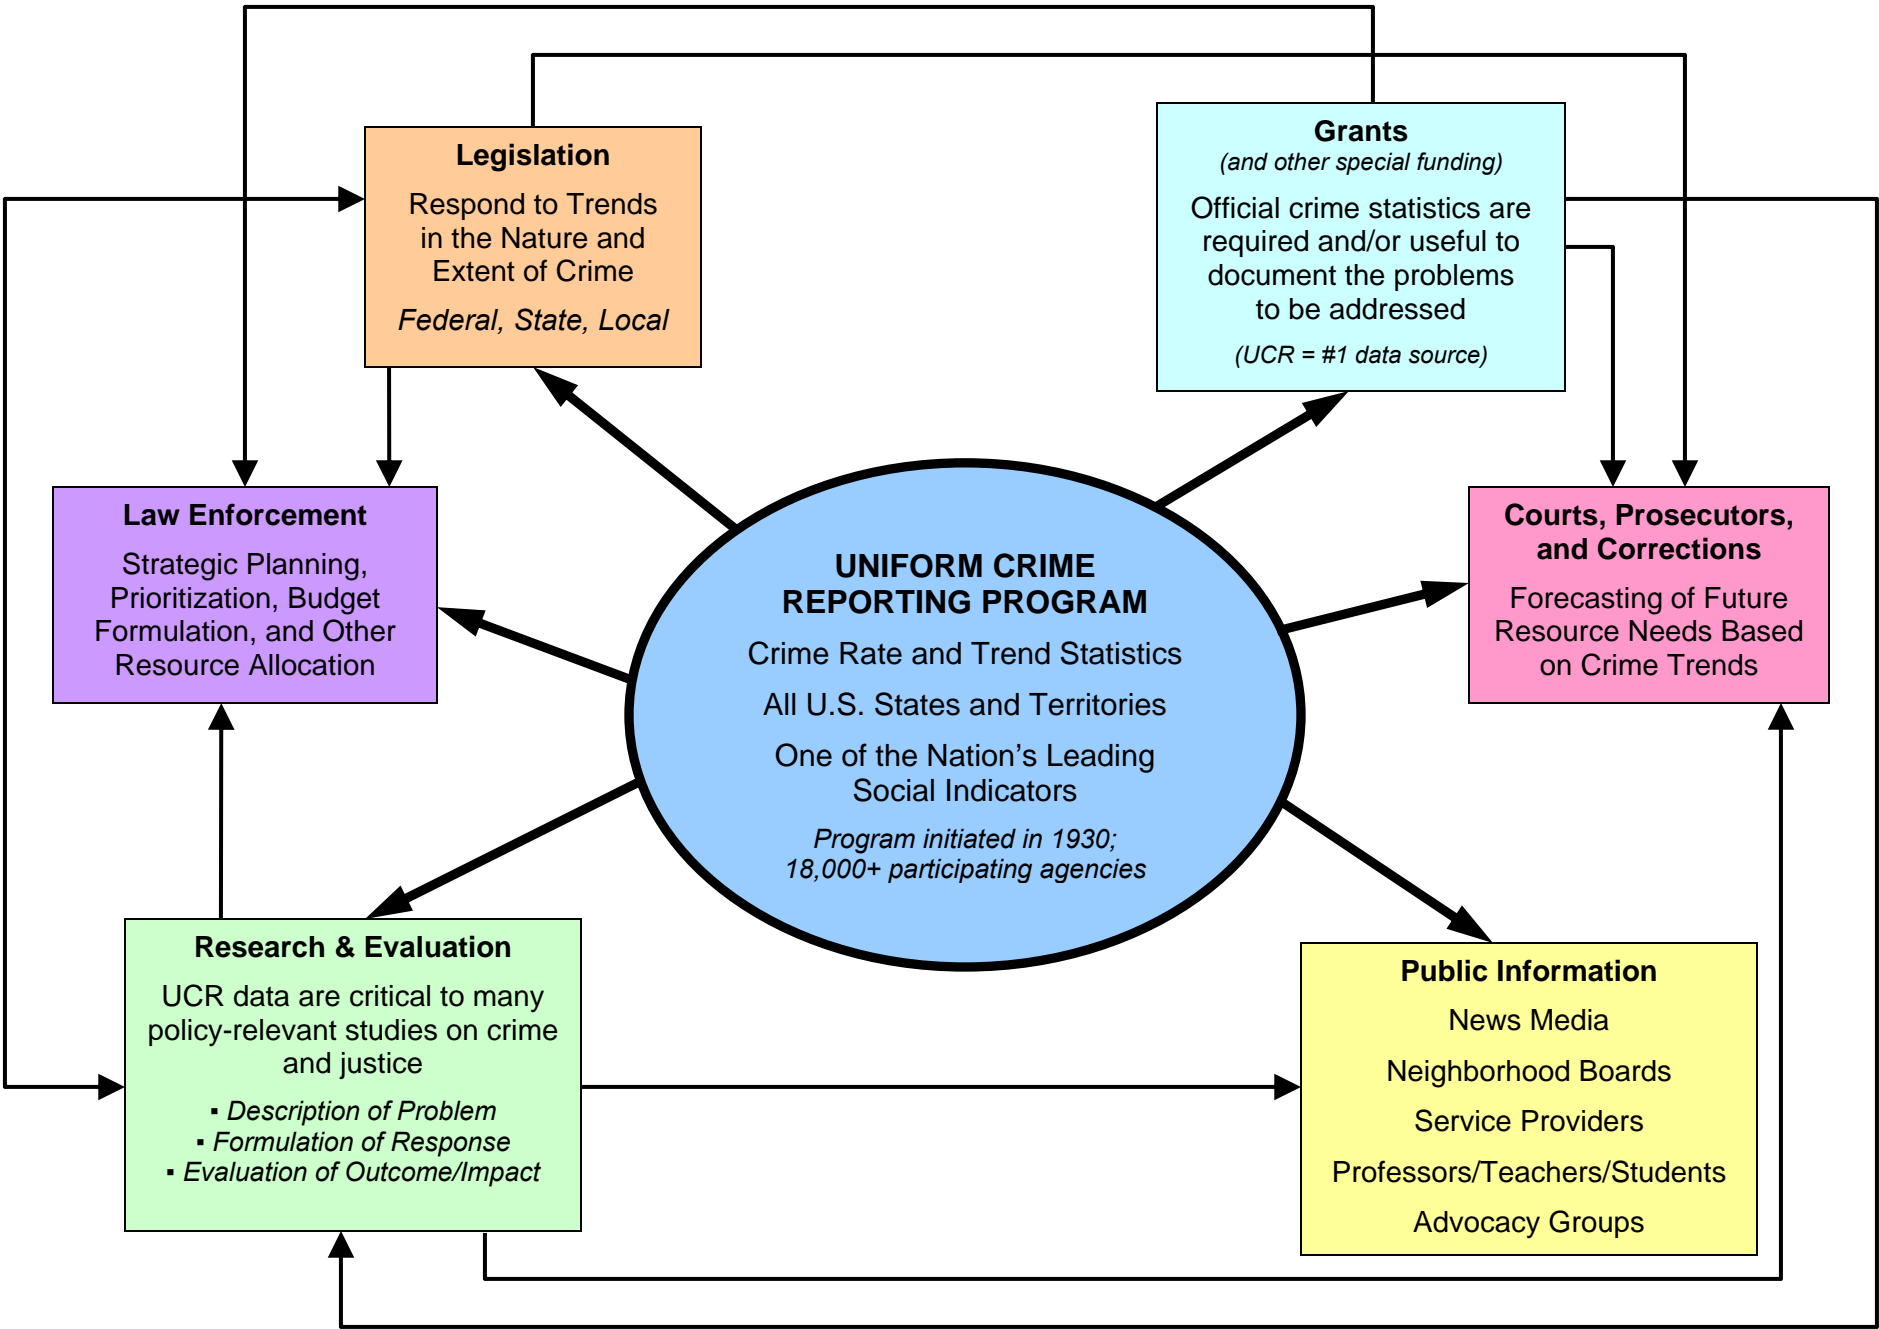 Legislation
Respond to Trends
in the Nature and
Extent of Crime
Federal, State, Local
Grants
(and other special funding)
Official crime statistics are
required and/or useful to
document the problems
to be addressed
(UCR = #1 data source)
Law Enforcement
Strategic Planning,
Prioritization, Budget
Formulation, and Other
Resource Allocation
UNIFORM CRIME
REPORTING PROGRAM
Crime Rate and Trend Statistics
All U.S. States and Territories
One of the Nation’s Leading
Social Indicators
Program initiated in 1930;
18,000+ participating agencies
Courts, Prosecutors,
and Corrections
Forecasting of Future
Resource Needs Based
on Crime Trends
Research & Evaluation
UCR data are critical to many
policy-relevant studies on crime
and justice
▪ Description of Problem
▪ Formulation of Response
▪ Evaluation of Outcome/Impact
Public Information
News Media
Neighborhood Boards
Service Providers
Professors/Teachers/Students
Advocacy Groups